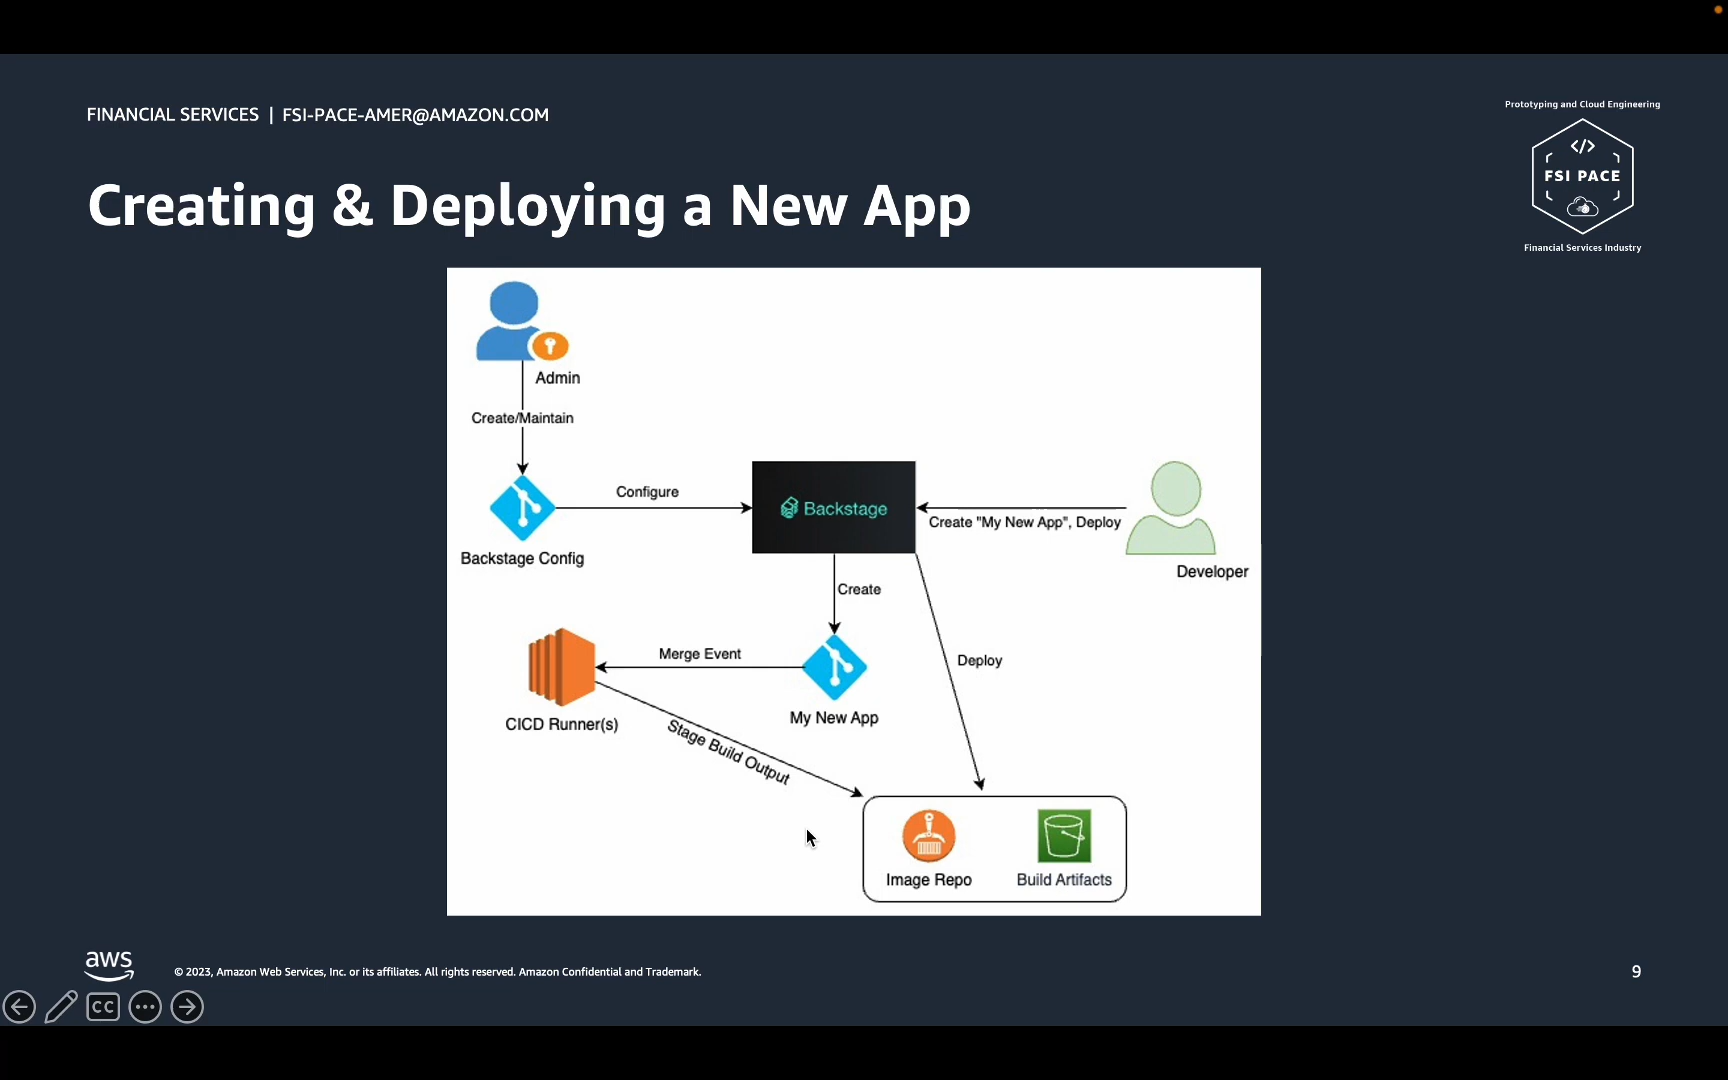 FINANCIAL SERVICES | FSI-PACE-AMER@AMAZON.COM
Prototyping and Cloud Engineering
</>
FSI PACE
Financial Services Industry
Creating & Deploying a New App
Admin
Create/Maintain
Configure
Backstage
Create "My New App", Deploy
Backstage Config
Developer
Create
Merge Event
Deploy
My New App
CICD Runner(s)
Stage Build Output
Image Repo
Build Artifacts
aws
© 2023, Amazon Web Services, Inc. or its affiliates. All rights reserved. Amazon Confidential and Trademark.
9
CC